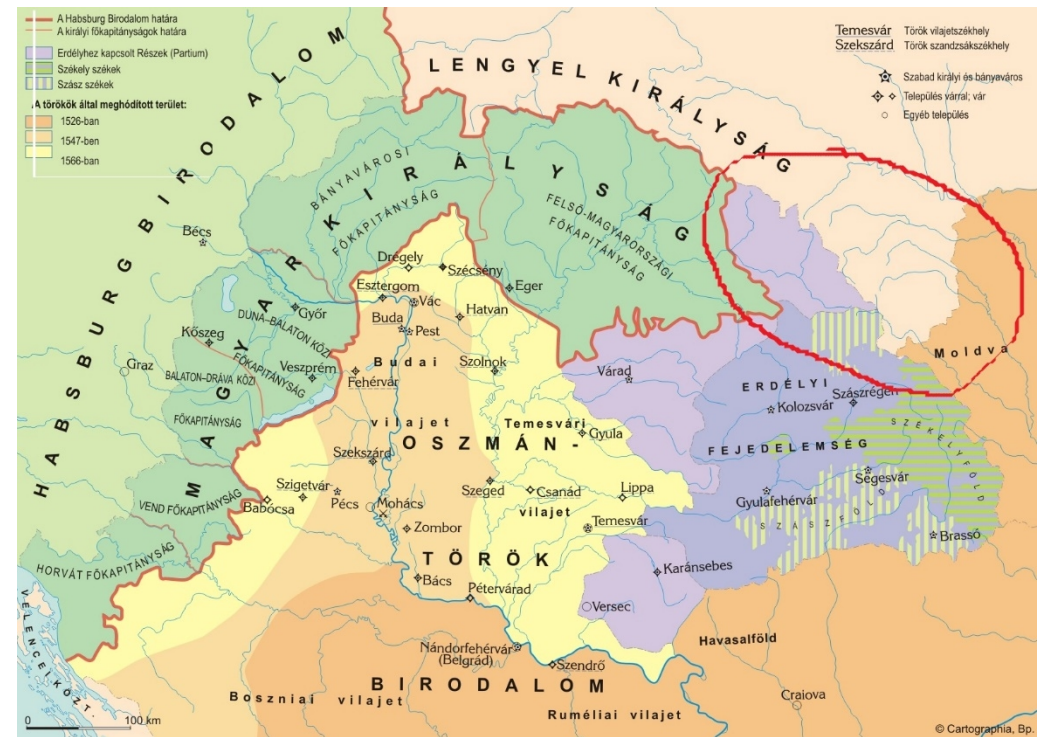 A Habsburg Birodalom határa
A királyi főkapitányságok határa
Erdélyhez kapcsolt Részek (Partium)
Székely székek
Szász székek
A törökök által meghódított terület:
1526-ban
1547-ben
1566-ban
Temesvár Török vilajetszékhely
Szekszárd Török szandzsákszékhely
Szabad királyi és bányaváros
Település várral; vár
Egyéb település
HABSBURG BIRODALOM
LENGYEL KIRÁLYSÁG
MAGYAR KIRÁLYSÁG
BÁNYAVÁROSI
FŐKAPITÁNYSÁG
FELSŐ-MAGYARORSZÁGI
FŐKAPITÁNYSÁG
Bécs
Drégely
Szécsény
Esztergom
Vác
Eger
Győr
DUNA–BALATON KÖZI
FŐKAPITÁNYSÁG
Buda
Pest
Hatvan
Kőszeg
Graz
Veszprém
BALATON–DRÁVA KÖZI
FŐKAPITÁNYSÁG
Fehérvár
Budai
vilajet
Szolnok
Várad
ERDÉLYI
Moldva
Kolozsvár
Szászrégen
FEJEDELEMSÉG
SZÉKELYFÖLD
OSZMÁN-
Temesvári
Gyula
Szekszárd
VEND FŐKAPITÁNYSÁG
Szigetvár
Babócsa
Pécs
Mohács
Szeged
Csanád
Lippa
vilajet
Segesvár
Gyulafehérvár
SZÁSZFÖLD
Zombor
Temesvár
Brassó
HORVÁT FŐKAPITÁNYSÁG
TÖRÖK
Bács
Pétervárad
Karánsebes
Versec
VELENCEI KÖZT.
Nándorfehérvár
(Belgrád)
Szendrő
Havasalföld
BIRODALOM
Boszniai vilajet
Ruméliai vilajet
Craiova
0 100 km
© Cartographia, Bp.